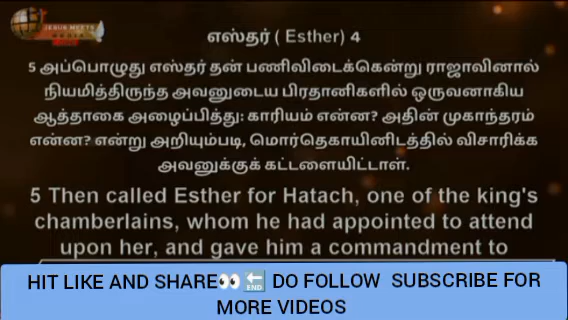 JESUS MEETS
MEDIA
எஸ்தர் ( Esther) 4
5 அப்பொழுது எஸ்தர் தன் பணிவிடைக்கென்று ராஜாவினால்
நியமித்திருந்த அவனுடைய பிரதானிகளில் ஒருவனாகிய
ஆத்தாகை அழைப்பித்து: காரியம் என்ன? அதின் முகாந்தரம்
என்ன? என்று அறியும்படி, மொர்தெகாயினிடத்தில் விசாரிக்க
அவனுக்குக் கட்டளையிட்டாள்.
5 Then called Esther for Hatach, one of the king's
chamberlains, whom he had appointed to attend
upon her, and gave him a commandment to
HIT LIKE AND SHARE👀🔚 DO FOLLOW SUBSCRIBE FOR
MORE VIDEOS